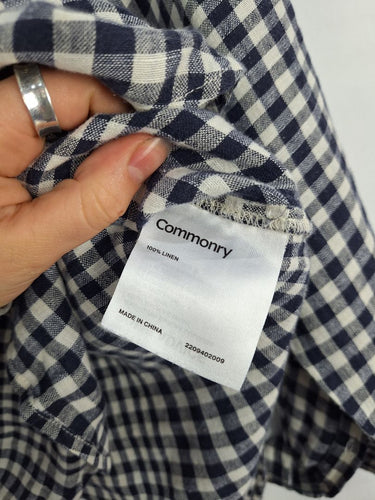 Commonry
100% LINEN
MADE IN CHINA
2209402009